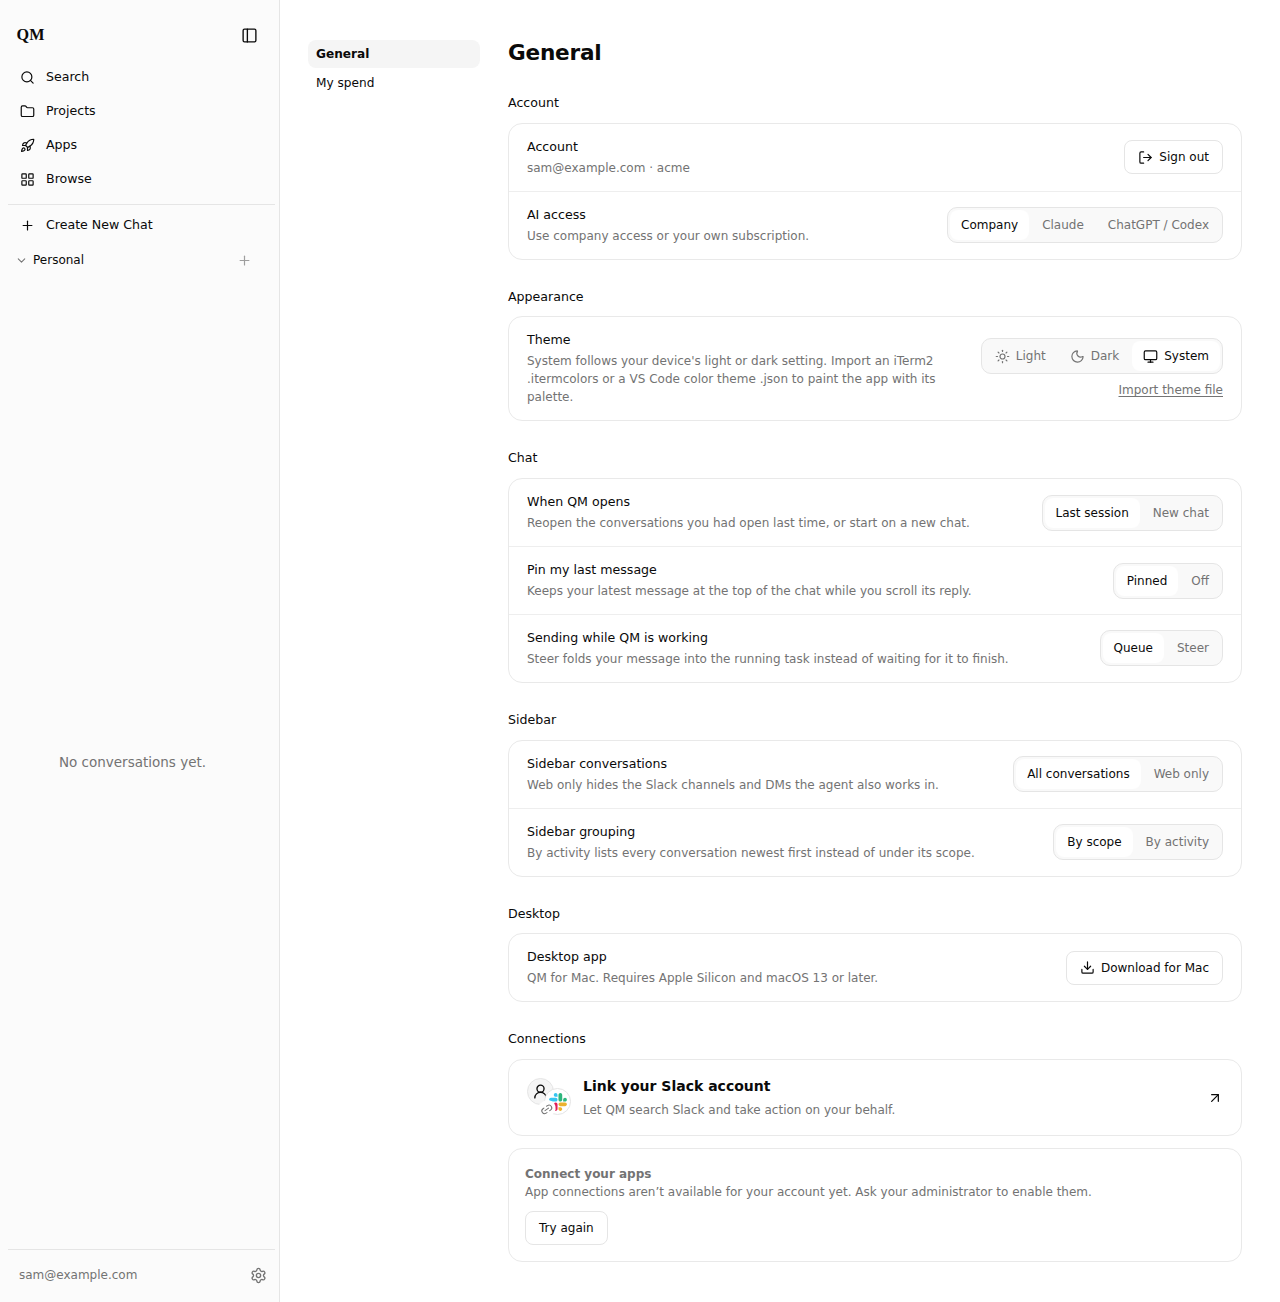 QM
Search
Projects
Apps
Browse
Create New Chat
Personal
No conversations yet.
sam@example.com
General
My spend
General
Account
Account
sam@example.com · acme
Sign out
AI access
Use company access or your own subscription.
Company
Claude
ChatGPT / Codex
Appearance
Theme
System follows your device's light or dark setting. Import an iTerm2
.itermcolors or a VS Code color theme .json to paint the app with its
palette.
Light
Dark
System
Import theme file
Chat
When QM opens
Reopen the conversations you had open last time, or start on a new chat.
Last session
New chat
Pin my last message
Keeps your latest message at the top of the chat while you scroll its reply.
Pinned
Off
Sending while QM is working
Steer folds your message into the running task instead of waiting for it to finish.
Queue
Steer
Sidebar
Sidebar conversations
Web only hides the Slack channels and DMs the agent also works in.
All conversations
Web only
Sidebar grouping
By activity lists every conversation newest first instead of under its scope.
By scope
By activity
Desktop
Desktop app
QM for Mac. Requires Apple Silicon and macOS 13 or later.
Download for Mac
Connections
Link your Slack account
Let QM search Slack and take action on your behalf.
Connect your apps
App connections aren’t available for your account yet. Ask your administrator to enable them.
Try again